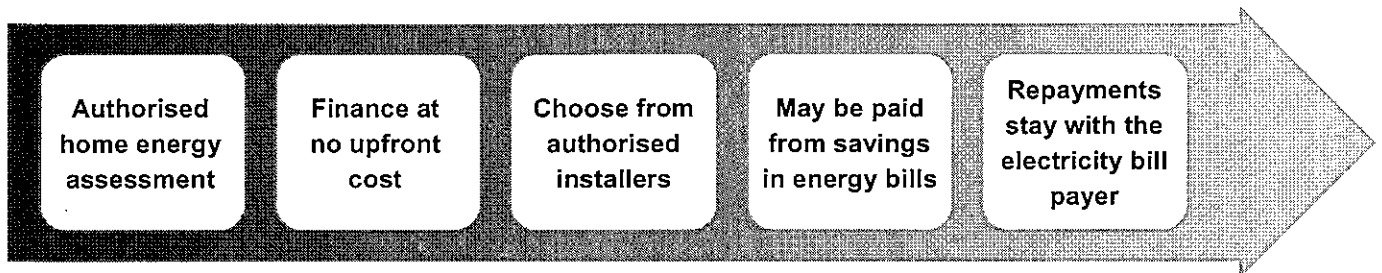 Authorised
home energy
assessment
Finance at
no upfront
cost
Choose from
authorised
installers
May be paid
from savings
in energy bills
Repayments
stay with the
electricity bill
payer